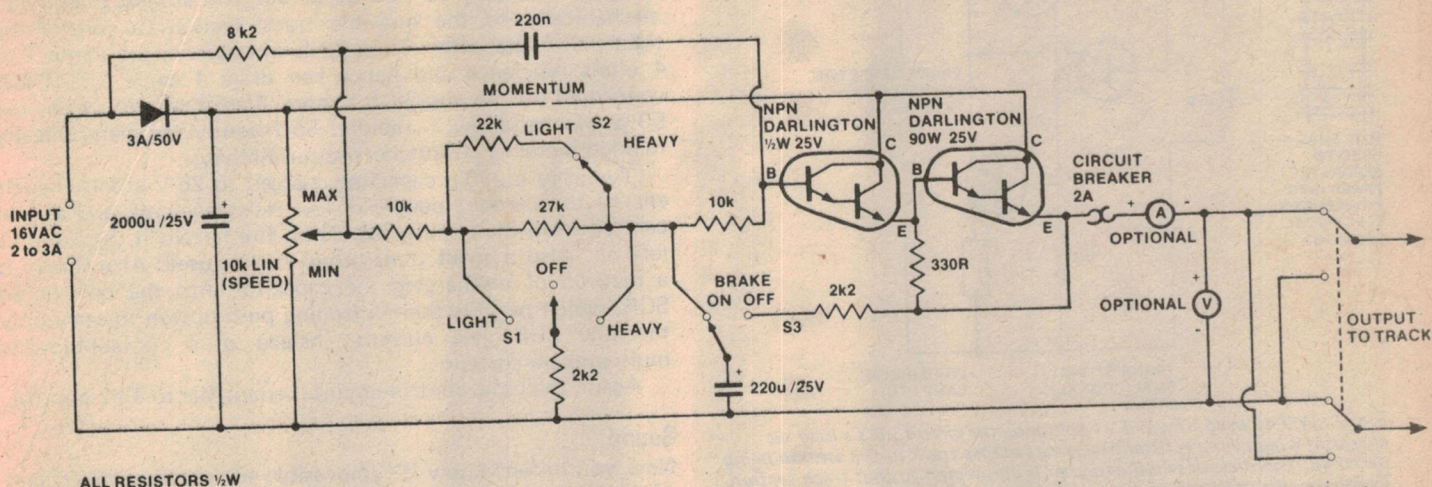 8 k2
220n
MOMENTUM
22k
LIGHT
S2
HEAVY
3A/50V
NPN
DARLINGTON
½W 25V
C
NPN
DARLINGTON
90W 25V
C
B
B
E
E
CIRCUIT
BREAKER
2A
+
A
-
OPTIONAL
INPUT
16VAC
2 to 3A
2000u /25V
+
MAX
MIN
10k LIN
(SPEED)
10k
27k
10k
OFF
LIGHT
S1
HEAVY
2k2
BRAKE
ON OFF
S3
2k2
330R
+
220u /25V
+
OPTIONAL
V
-
OUTPUT
TO TRACK
ALL RESISTORS ½W